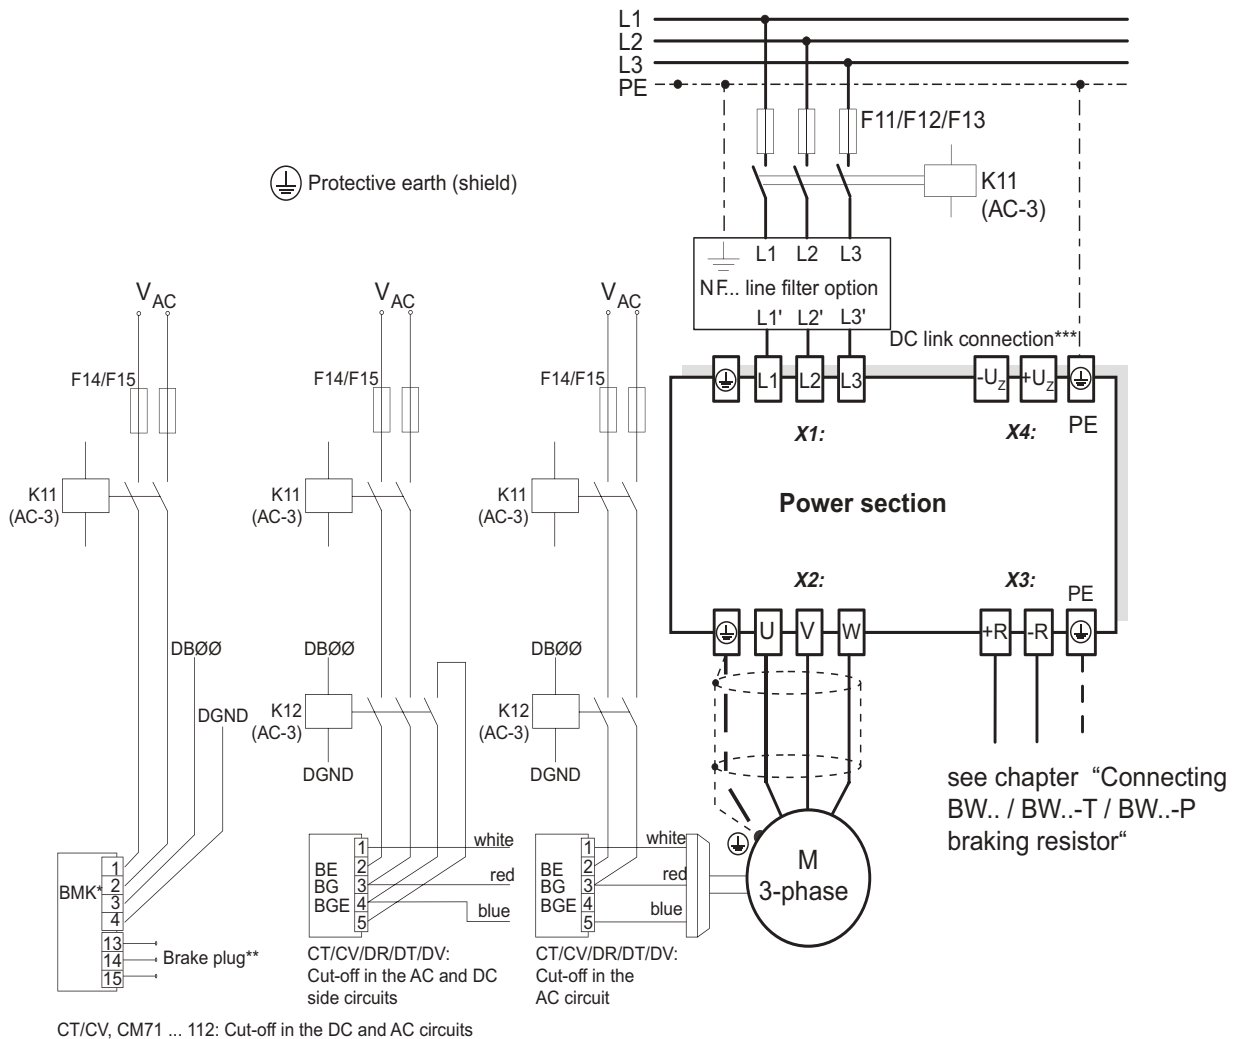 L1
L2
L3
PE
F11/F12/F13
K11
(AC-3)
Protective earth (shield)
L1 L2 L3
NF... line filter option
L1' L2' L3'
DC link connection***
L1 L2 L3
-UZ +UZ
X1:
X4:
PE
Power section
X2:
X3:
PE
U V W
+R -R
see chapter “Connecting
BW.. / BW..-T / BW..-P
braking resistor“
M
3-phase
VAC
F14/F15
K11
(AC-3)
DBØØ
DGND
BMK*
1
2
3
4
13
14
15
Brake plug**
CT/CV, CM71 ... 112: Cut-off in the DC and AC circuits
VAC
F14/F15
K11
(AC-3)
DBØØ
K12
(AC-3)
DGND
BE
BG
BGE
1
2
3
4
5
white
red
blue
CT/CV/DR/DT/DV:
Cut-off in the AC and DC
side circuits
VAC
F14/F15
K11
(AC-3)
DBØØ
K12
(AC-3)
DGND
BE
BG
BGE
1
2
3
4
5
white
red
blue
CT/CV/DR/DT/DV:
Cut-off in the
AC circuit